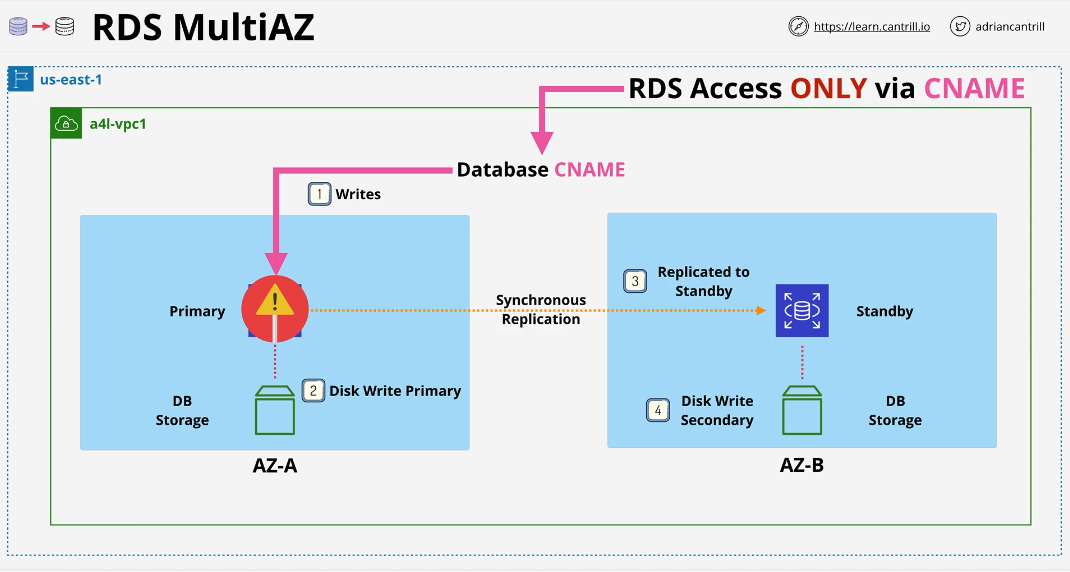 RDS MultiAZ
https://learn.cantrill.io
adriancantrill
us-east-1
RDS Access ONLY via CNAME
a4l-vpc1
Database CNAME
1 Writes
Primary
Synchronous
Replication
3 Replicated to
Standby
Standby
2 Disk Write Primary
DB
Storage
4 Disk Write
Secondary
DB
Storage
AZ-A
AZ-B